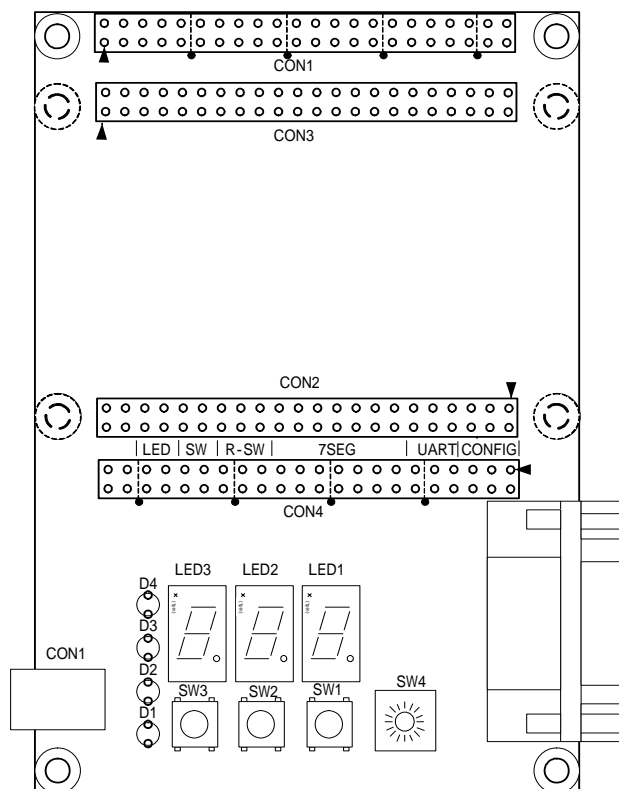 CON1
CON3
CON2
|LED|SW|R-SW|7SEG|UART|CONFIG|
CON4
LED3 LED2 LED1
D4
D3
CON1
D2
SW3 SW2 SW1 SW4
D1